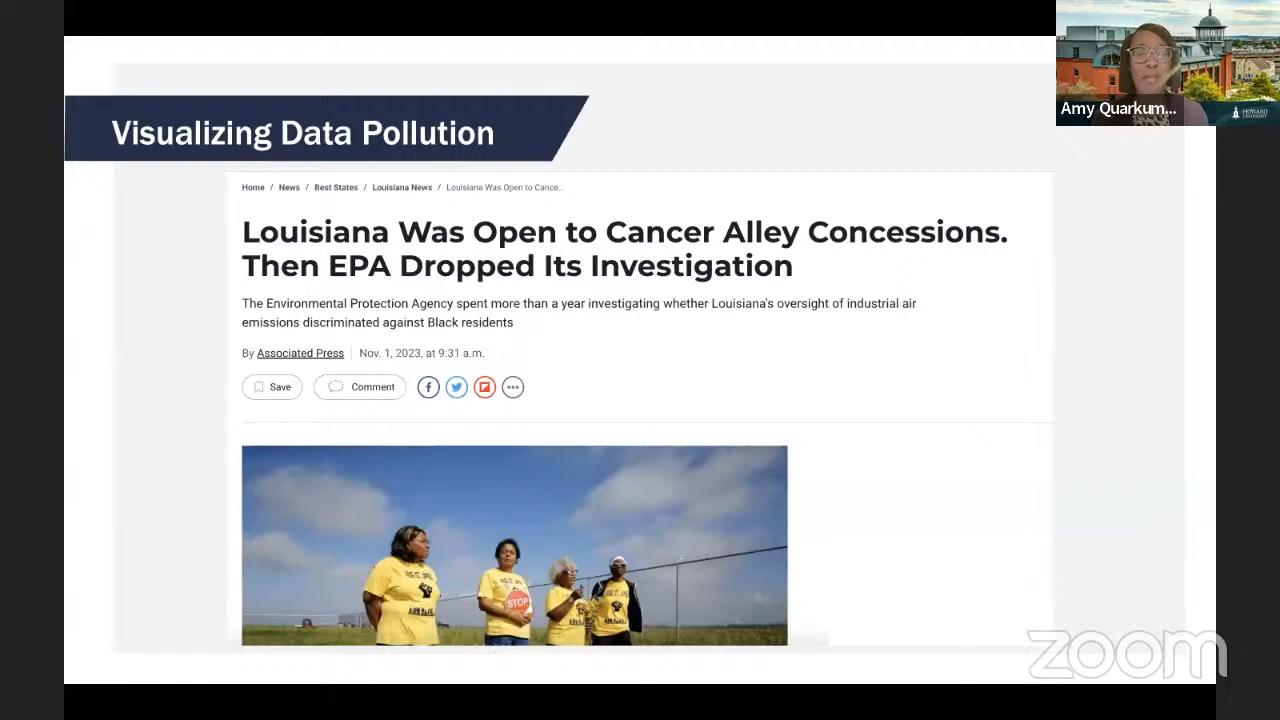 Visualizing Data Pollution
Home / News / Best States / Louisiana News / Louisiana Was Open to Cance..
Louisiana Was Open to Cancer Alley Concessions.
Then EPA Dropped Its Investigation
The Environmental Protection Agency spent more than a year investigating whether Louisiana's oversight of industrial air
emissions discriminated against Black residents
By Associated Press | Nov. 1, 2023, at 9:31 a.m.
Save
Comment
STOP
Amy Quarkum...
HOWARD
UNIVERSITY
zoom